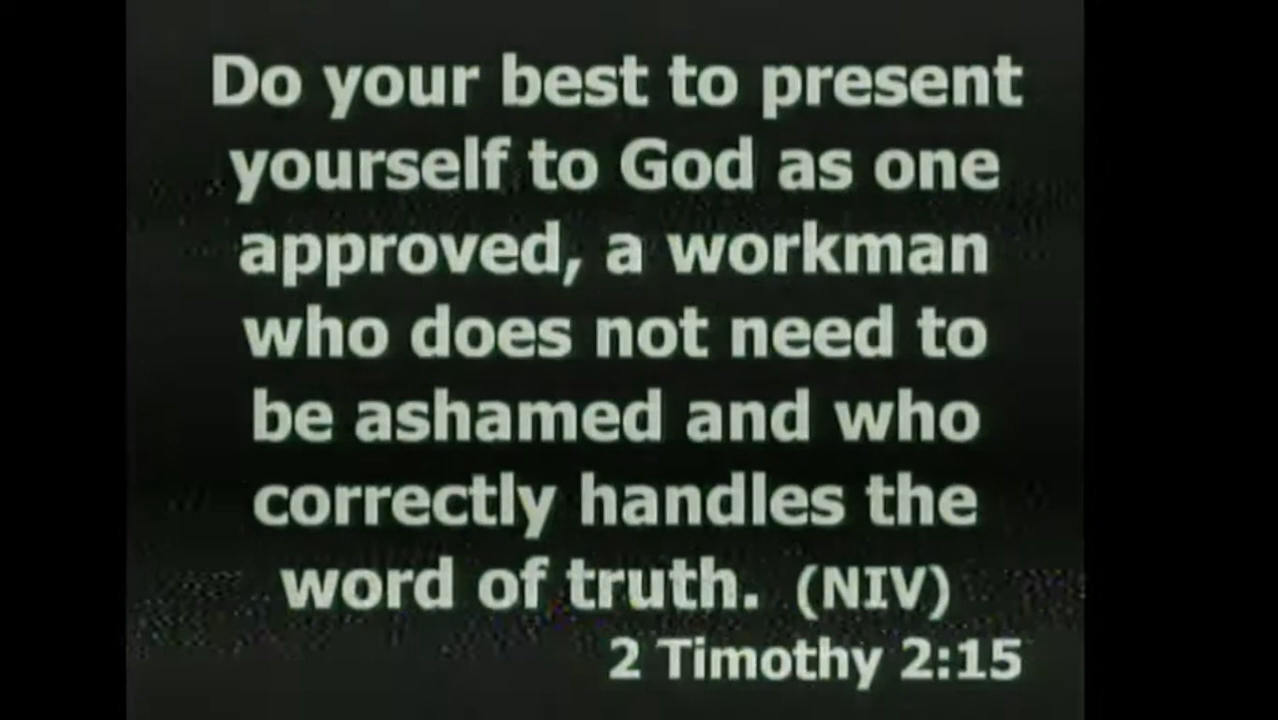 Do your best to present
yourself to God as one
approved, a workman
who does not need to
be ashamed and who
correctly handles the
word of truth. (NIV)
2 Timothy 2:15